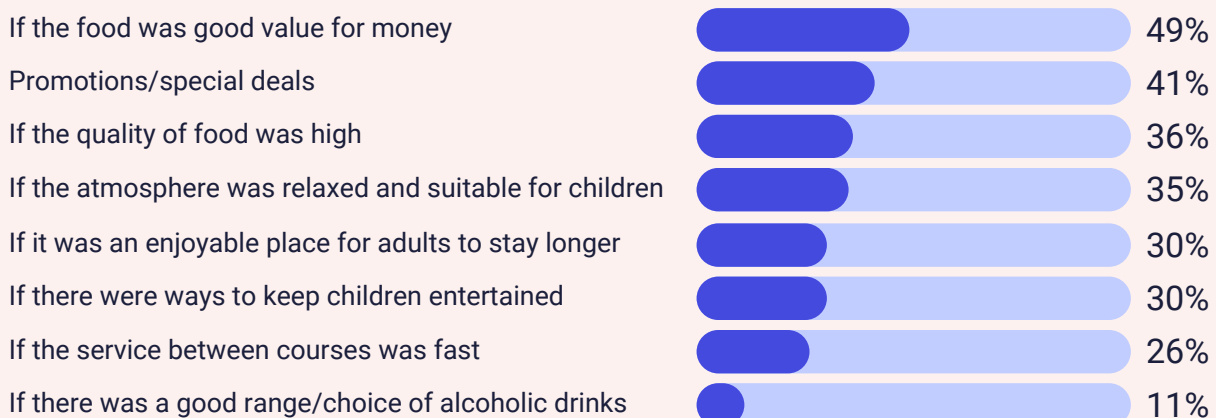 If the food was good value for money 49%
Promotions/special deals 41%
If the quality of food was high 36%
If the atmosphere was relaxed and suitable for children 35%
If it was an enjoyable place for adults to stay longer 30%
If there were ways to keep children entertained 30%
If the service between courses was fast 26%
If there was a good range/choice of alcoholic drinks 11%